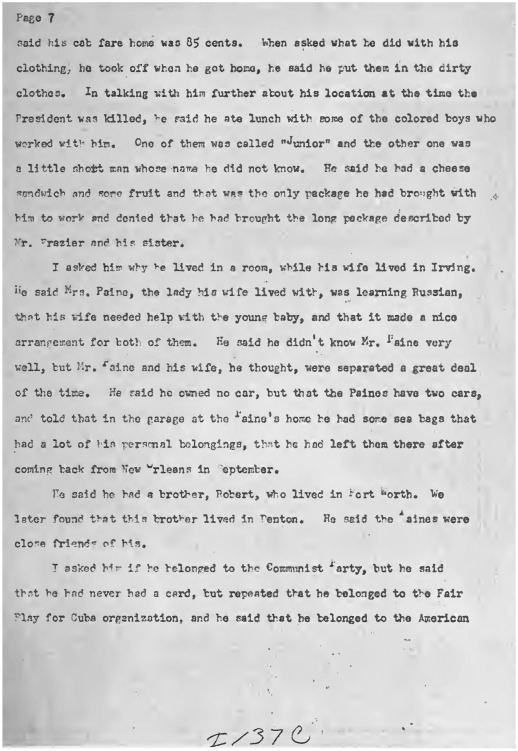 Page 7
said his cab fare home was 85 cents. When asked what he did with his
clothing, he took off when he got home, he said he put them in the dirty
clothes. In talking with him further about his location at the time the
President was killed, he said he ate lunch with some of the colored boys who
worked with him. One of them was called "Junior" and the other one was
a little short man whose name he did not know. He said he had a cheese
sandwich and some fruit and that was the only package he had brought with
him to work and denied that he had brought the long package described by
Mr. Frazier and his sister.
I asked him why he lived in a room, while his wife lived in Irving.
He said Mrs. Paine, the lady his wife lived with, was learning Russian,
that his wife needed help with the young baby, and that it made a nice
arrangement for both of them. He said he didn't know Mr. Paine very
well, but Mr. Paine and his wife, he thought, were separated a great deal
of the time. He said he owned no car, but that the Paines have two cars,
and told that in the garage at the Paine's home he had some sea bags that
had a lot of his personal belongings, that he had left them there after
coming back from New Orleans in September.
He said he had a brother, Robert, who lived in Fort Worth. We
later found that this brother lived in Denton. He said the Paines were
close friends of his.
I asked him if he belonged to the Communist Party, but he said
that he had never had a card, but repeated that he belonged to the Fair
Play for Cuba organization, and he said that he belonged to the American
I/37C